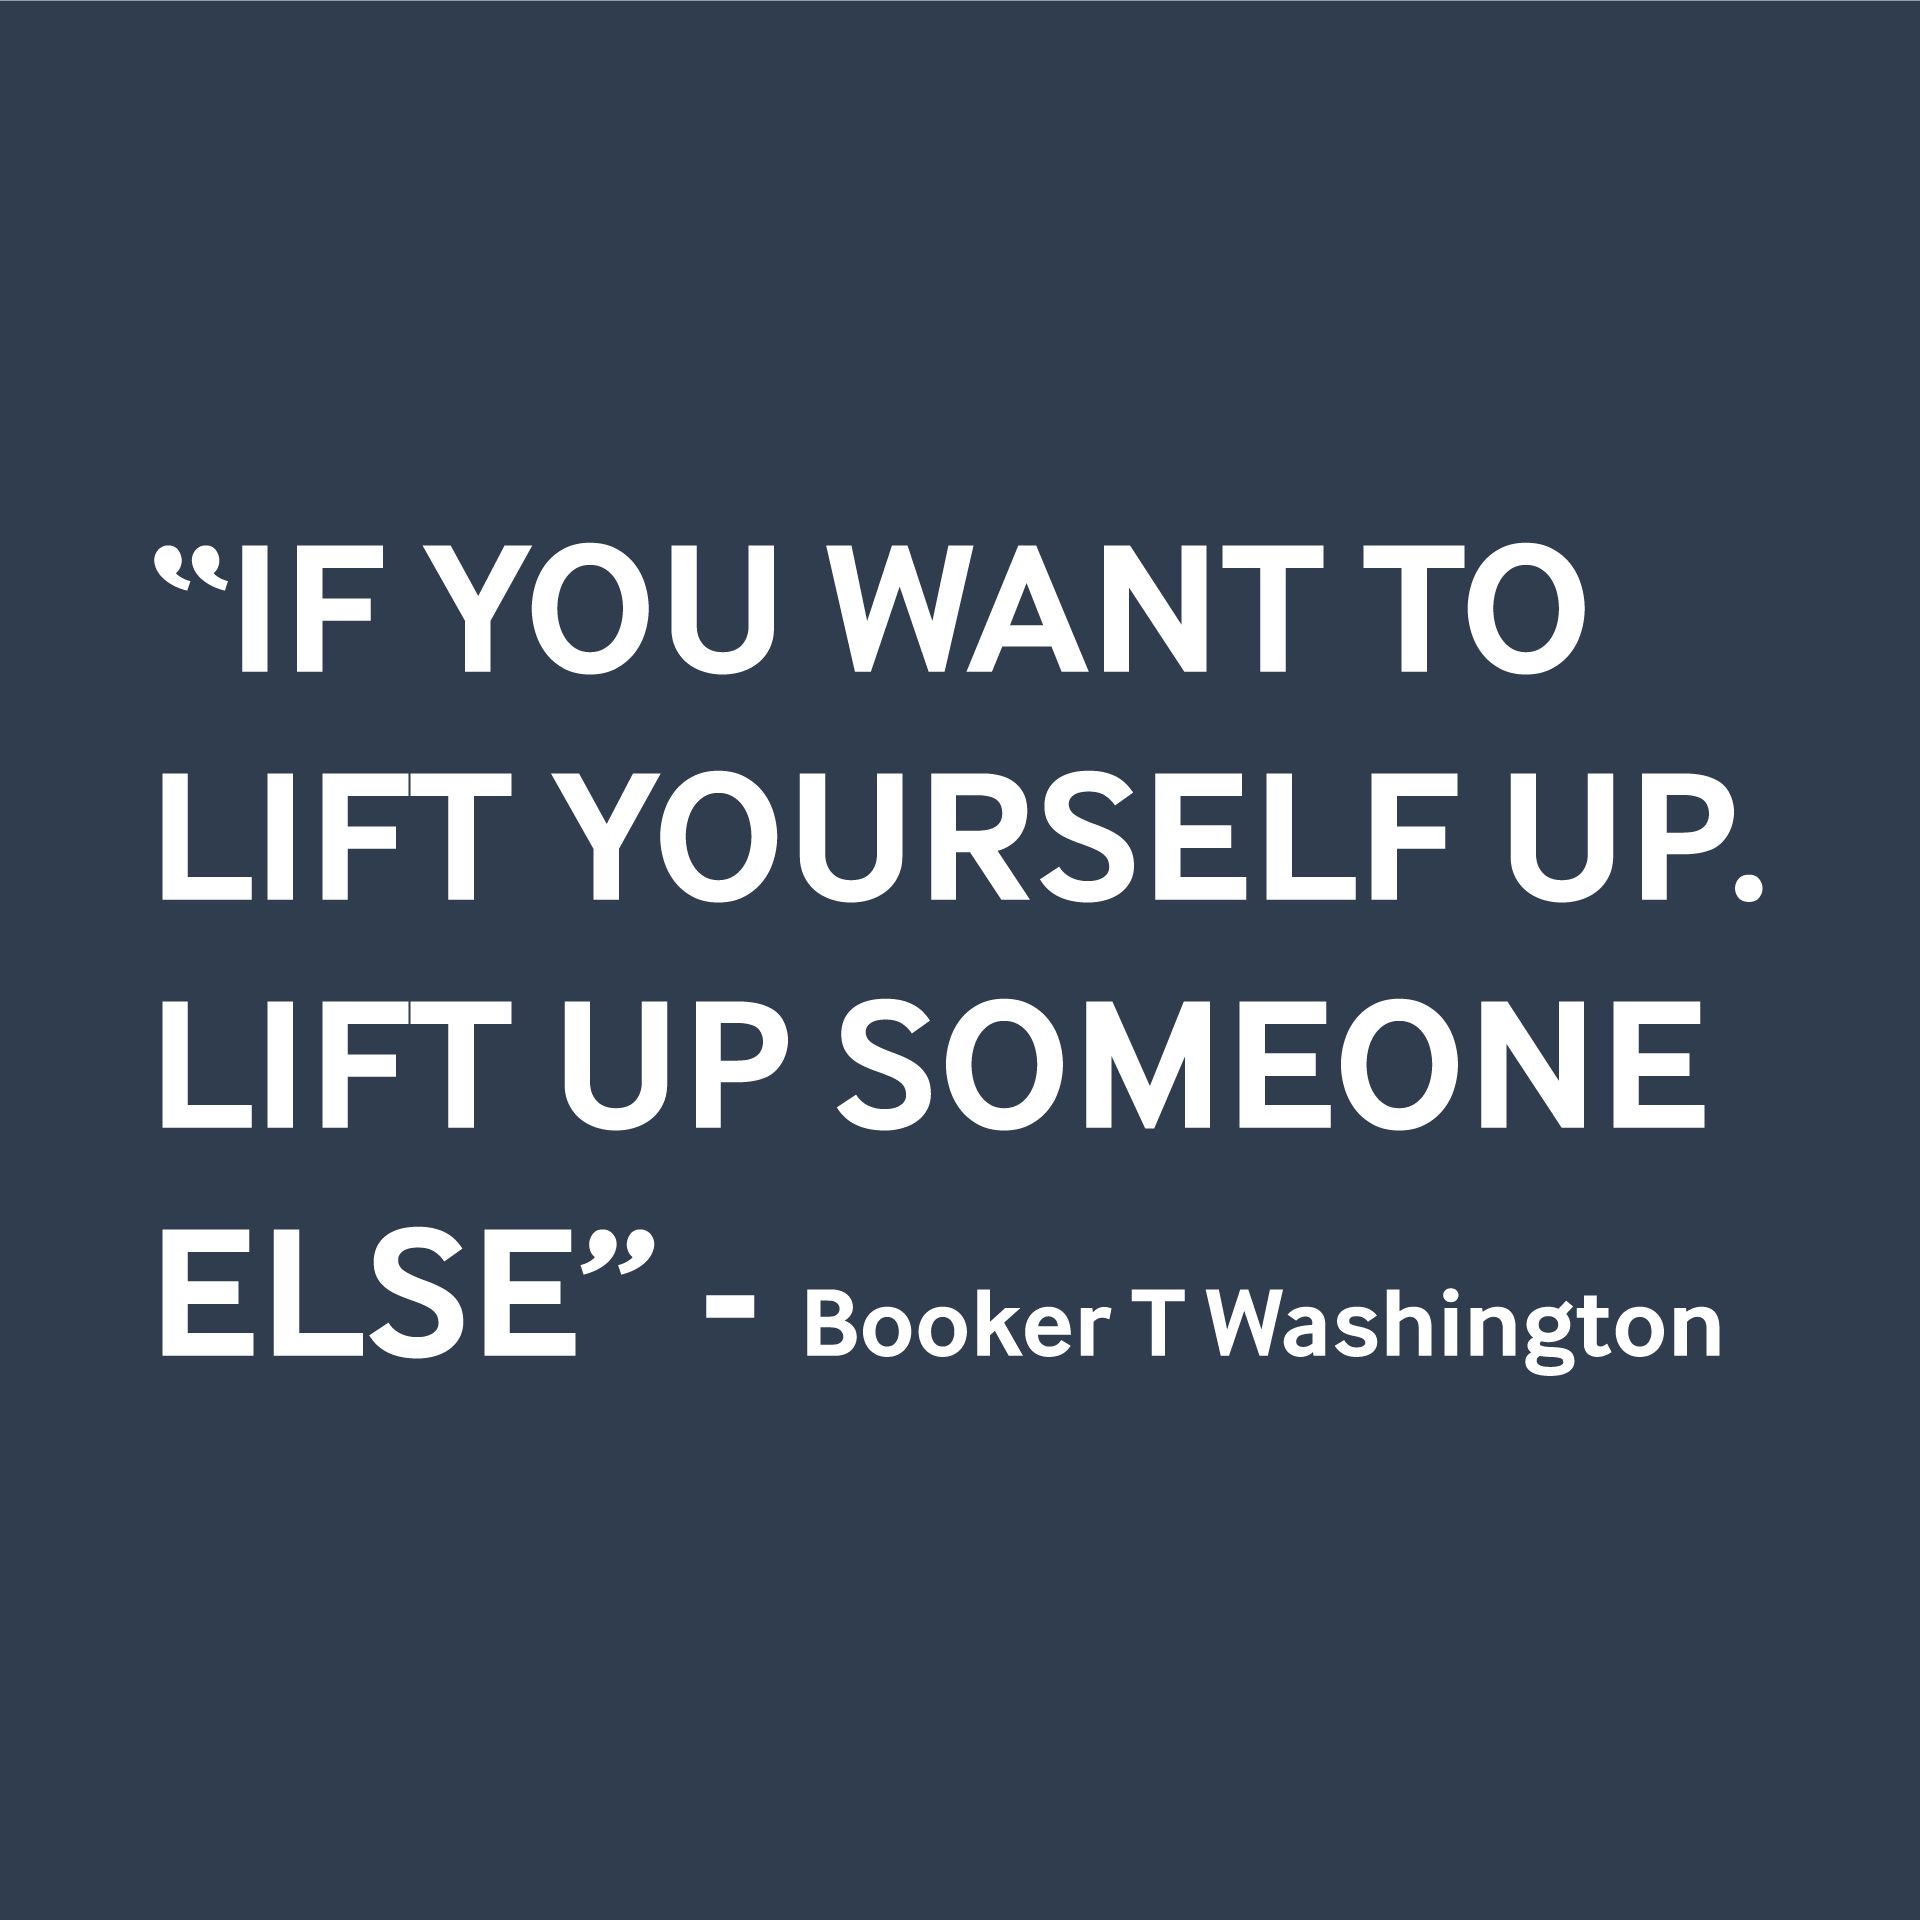 “IF YOU WANT TO
LIFT YOURSELF UP.
LIFT UP SOMEONE
ELSE” - Booker T Washington